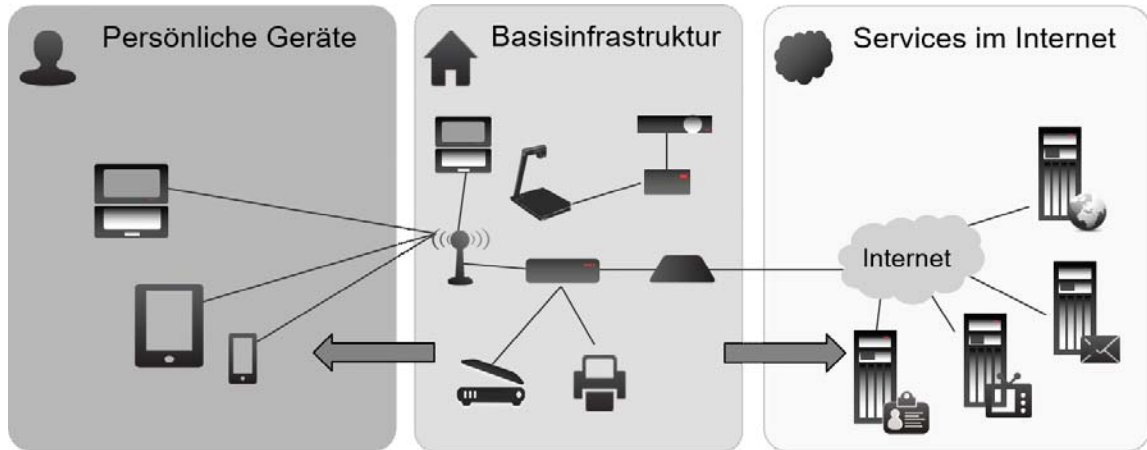 Persönliche Geräte
Basisinfrastruktur
Services im Internet
Internet